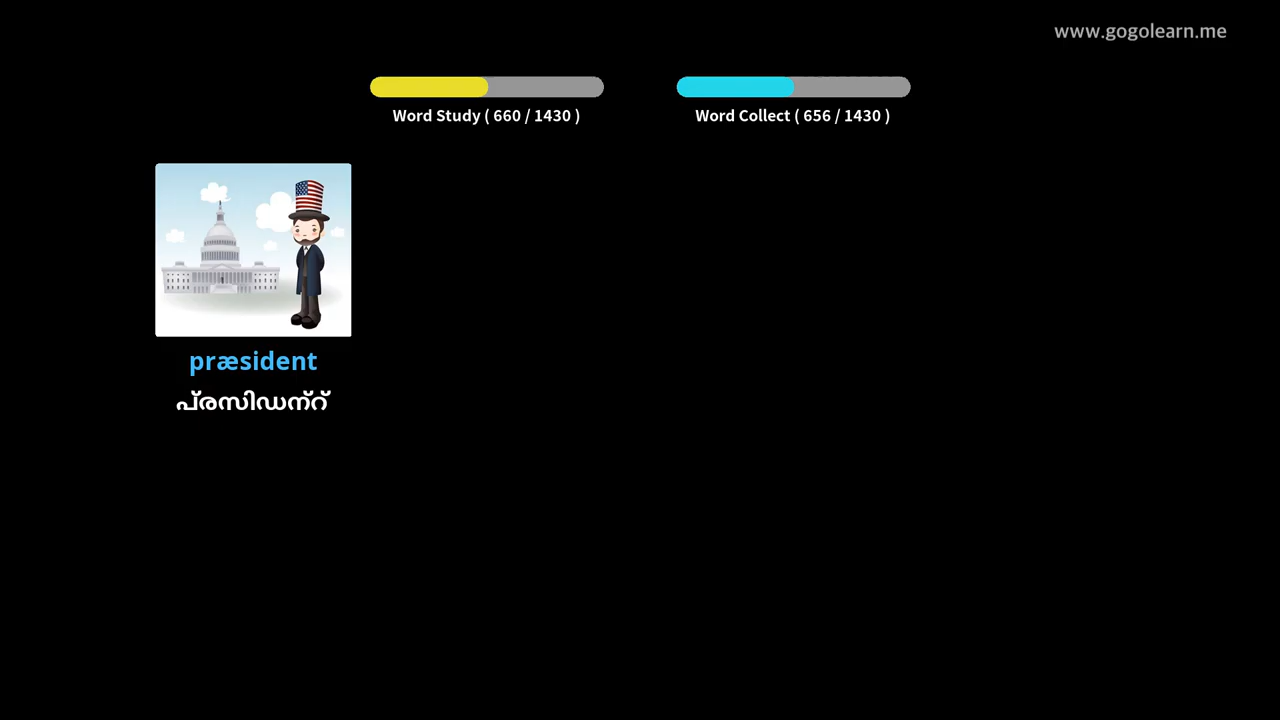 www.gogolearn.me
Word Study ( 660 / 1430 )
Word Collect ( 656 / 1430 )
præsident
പ്രസിഡന്റ്